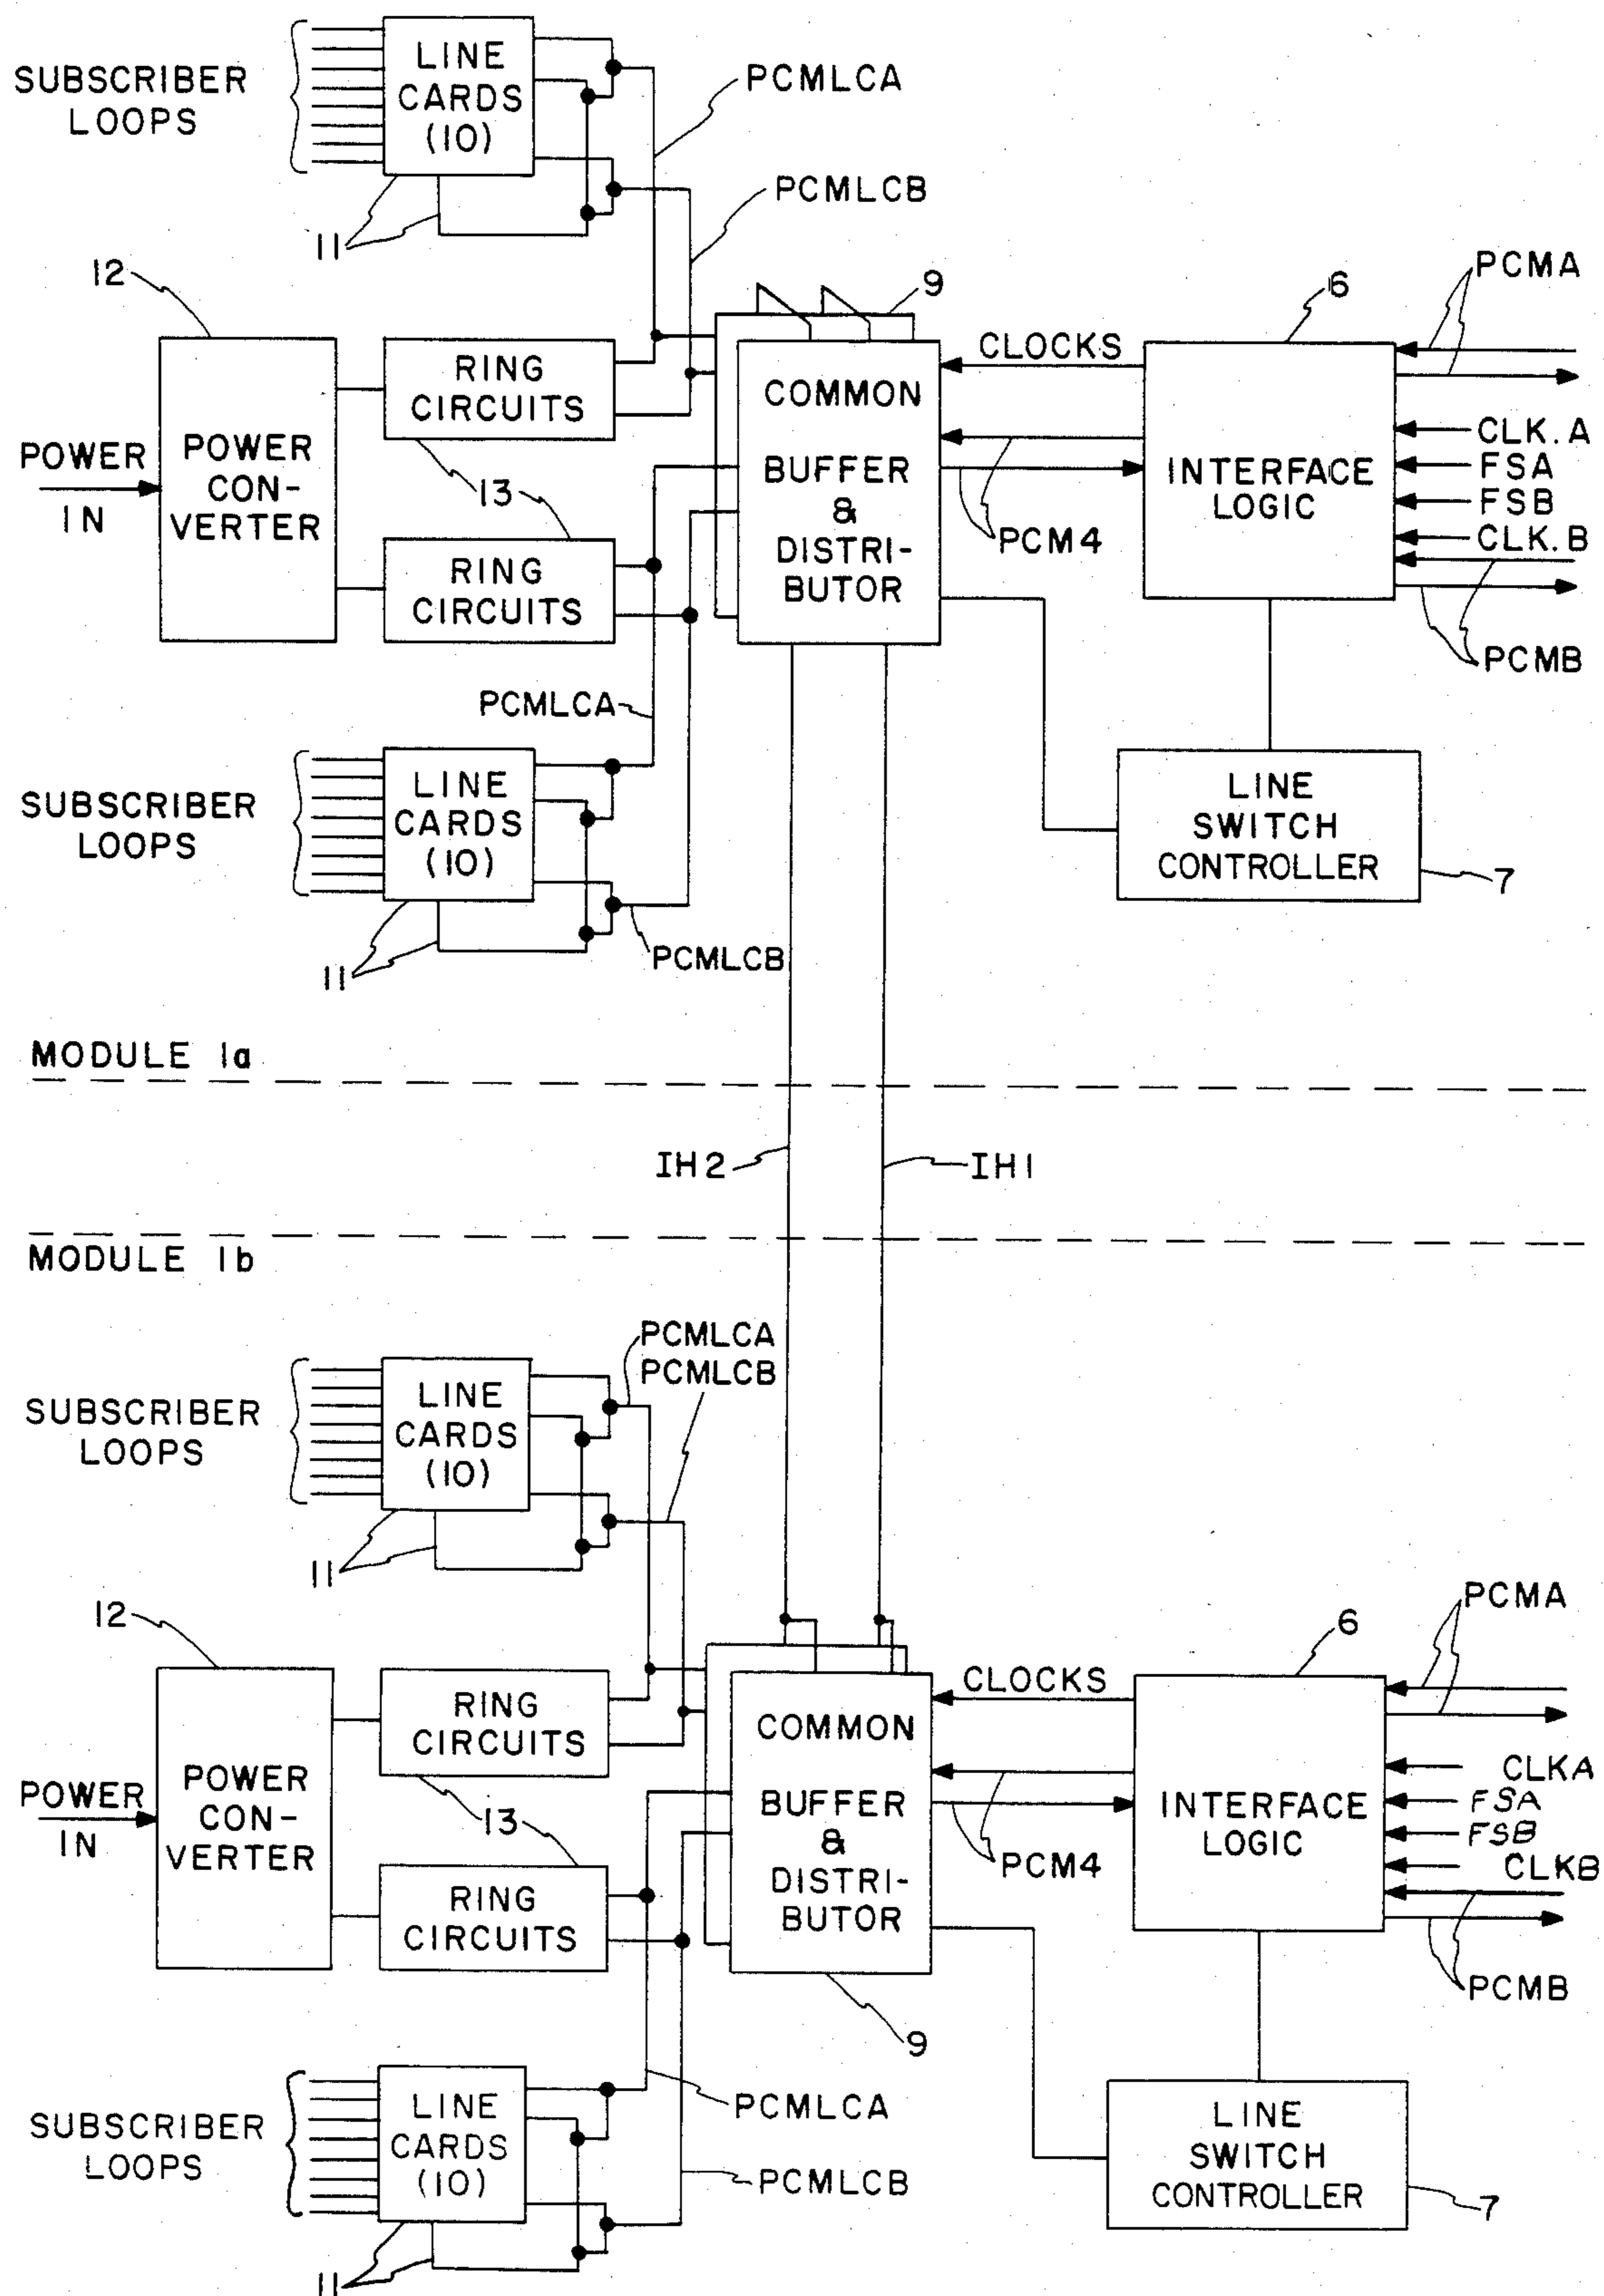 SUBSCRIBER
LOOPS
LINE
CARDS
(10)
PCMLCA
PCMLCB
11
12
9
6
PCMA
POWER
IN
POWER
CON-
VERTER
RING
CIRCUITS
13
RING
CIRCUITS
COMMON
BUFFER
&
DISTRI-
BUTOR
CLOCKS
PCM4
INTERFACE
LOGIC
CLK.A
FSA
FSB
CLK.B
PCMB
PCMLCA
SUBSCRIBER
LOOPS
LINE
CARDS
(10)
11
PCMLCB
LINE
SWITCH
CONTROLLER
7
MODULE 1a
IH2
IH1
MODULE 1b
PCMLCA
PCMLCB
SUBSCRIBER
LOOPS
LINE
CARDS
(10)
11
12
6
PCMA
POWER
IN
POWER
CON-
VERTER
RING
CIRCUITS
13
RING
CIRCUITS
COMMON
BUFFER
&
DISTRI-
BUTOR
9
CLOCKS
PCM4
INTERFACE
LOGIC
CLKA
FSA
FSB
CLKB
PCMB
SUBSCRIBER
LOOPS
LINE
CARDS
(10)
11
PCMLCA
PCMLCB
LINE
SWITCH
CONTROLLER
7